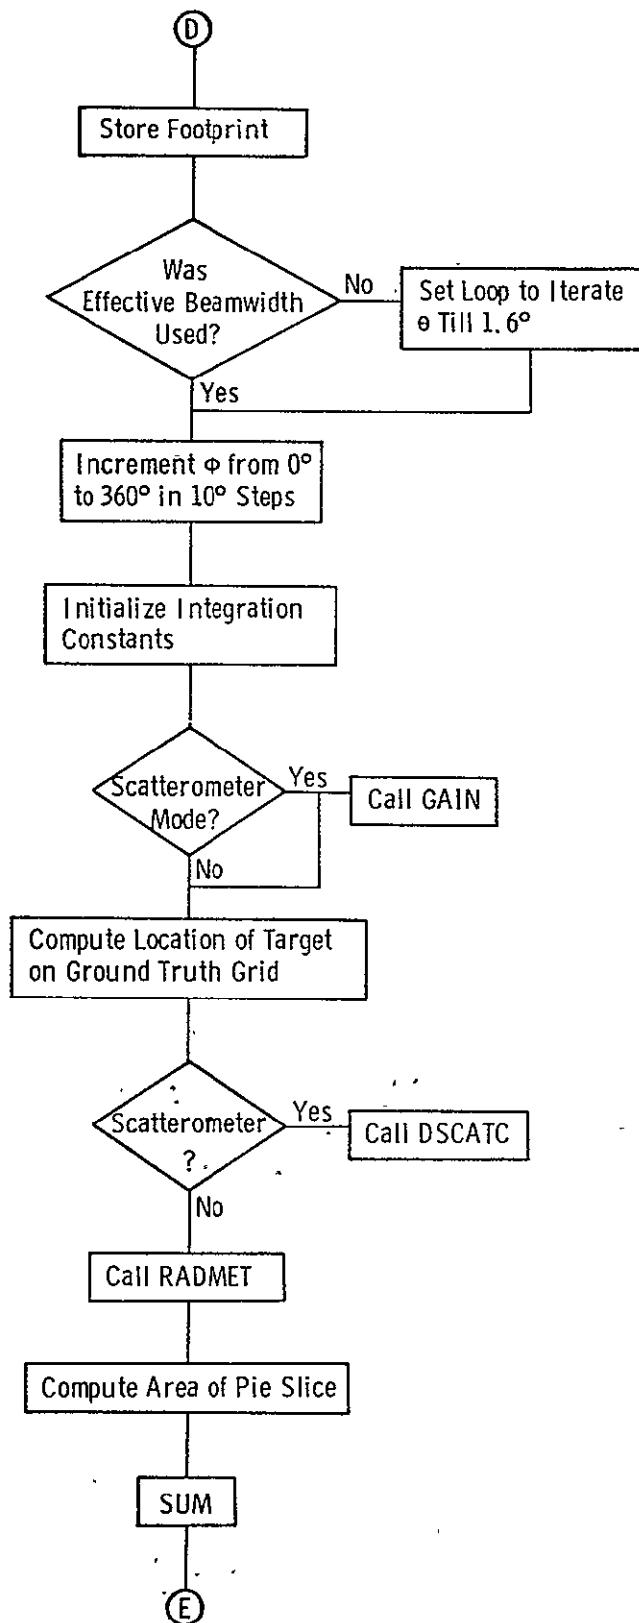 D
Store Footprint
Was
Effective Beamwidth
Used?
No
Set Loop to Iterate
θ Till 1.6°
Yes
Increment Φ from 0°
to 360° in 10° Steps
Initialize Integration
Constants
Scatterometer
Mode?
Yes
Call GAIN
No
Compute Location of Target
on Ground Truth Grid
Scatterometer
?
Yes
Call DSCATC
No
Call RADMET
Compute Area of Pie Slice
SUM
E